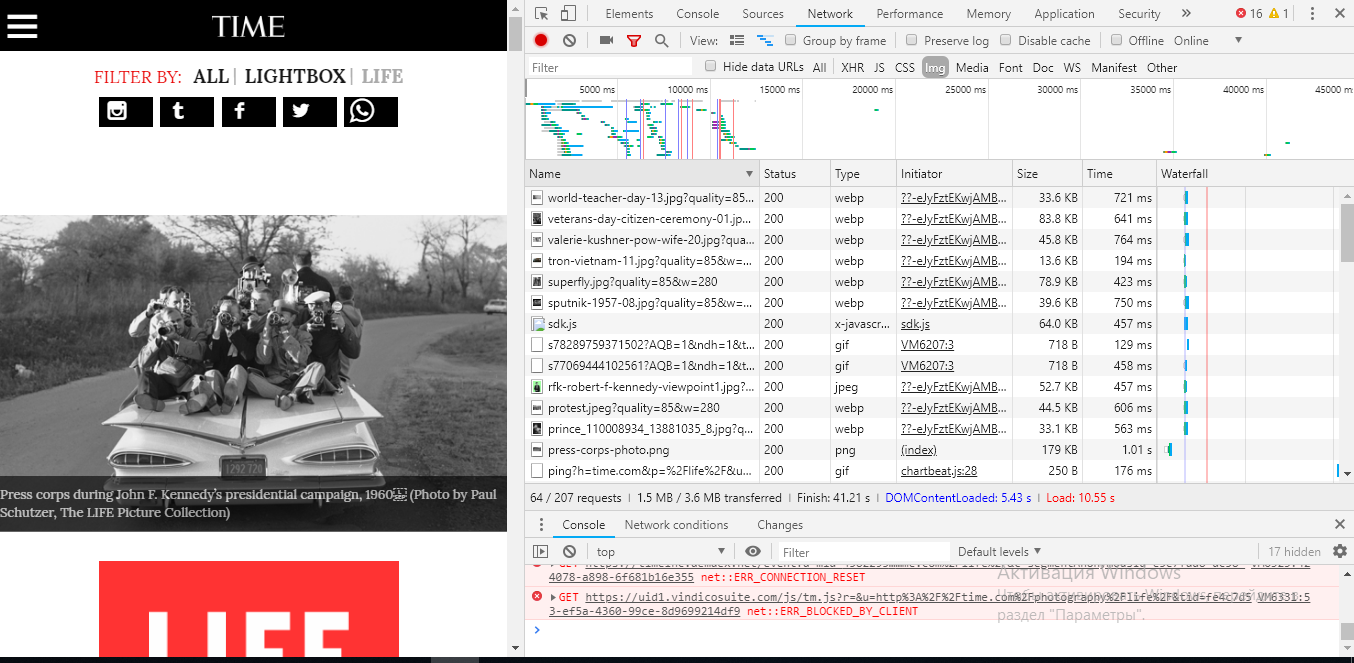 TIME
FILTER BY: ALL | LIGHTBOX | LIFE
1292 720
Press corps during John F. Kennedy's presidential campaign, 1960 (Photo by Paul
Schutzer, The LIFE Picture Collection)
LIFE
Elements Console Sources Network Performance Memory Application Security » 16 1
View: Group by frame Preserve log Disable cache Offline Online
Filter Hide data URLs All XHR JS CSS Img Media Font Doc WS Manifest Other
5000 ms 10000 ms 15000 ms 20000 ms 25000 ms 30000 ms 35000 ms 40000 ms 45000 m
Name Status Type Initiator Size Time Waterfall
world-teacher-day-13.jpg?quality=85... 200 webp ??-eJyFztEKwjAMB... 33.6 KB 721 ms
veterans-day-citizen-ceremony-01.jp... 200 webp ??-eJyFztEKwjAMB... 83.8 KB 641 ms
valerie-kushner-pow-wife-20.jpg?qua... 200 webp ??-eJyFztEKwjAMB... 45.8 KB 764 ms
tron-vietnam-11.jpg?quality=85&w=... 200 webp ??-eJyFztEKwjAMB... 13.6 KB 194 ms
superfly.jpg?quality=85&w=280 200 webp ??-eJyFztEKwjAMB... 78.9 KB 423 ms
sputnik-1957-08.jpg?quality=85&w=... 200 webp ??-eJyFztEKwjAMB... 39.6 KB 750 ms
sdk.js 200 x-javascr... sdk.js 64.0 KB 457 ms
s78289759371502?AQB=1&ndh=1&t... 200 gif VM6207:3 718 B 129 ms
s77069444102561?AQB=1&ndh=1&t... 200 gif VM6207:3 718 B 458 ms
rfk-robert-f-kennedy-viewpoint1.jpg?... 200 jpeg ??-eJyFztEKwjAMB... 52.7 KB 457 ms
protest.jpeg?quality=85&w=280 200 webp ??-eJyFztEKwjAMB... 44.5 KB 606 ms
prince_110008934_13881035_8.jpg?q... 200 webp ??-eJyFztEKwjAMB... 33.1 KB 563 ms
press-corps-photo.png 200 png (index) 179 KB 1.01 s
ping?h=time.com&p=%2Flife%2F&u... 200 gif chartbeat.js:28 250 B 176 ms
64 / 207 requests | 1.5 MB / 3.6 MB transferred | Finish: 41.21 s | DOMContentLoaded: 5.43 s | Load: 10.55 s
Console Network conditions Changes
top Filter Default levels 17 hidden
4078-a898-6f681b16e355 net::ERR_CONNECTION_RESET
GET https://uid1.vindicosuite.com/js/tm.js?r=&u=http%3A%2F%2Ftime.com%2Fphotography%2Flife%2F&tid=fe4c7d5 VM6331:5
3-ef5a-4360-99ce-8d9699214df9 net::ERR_BLOCKED_BY_CLIENT
Активация Windows
раздел "Параметры".